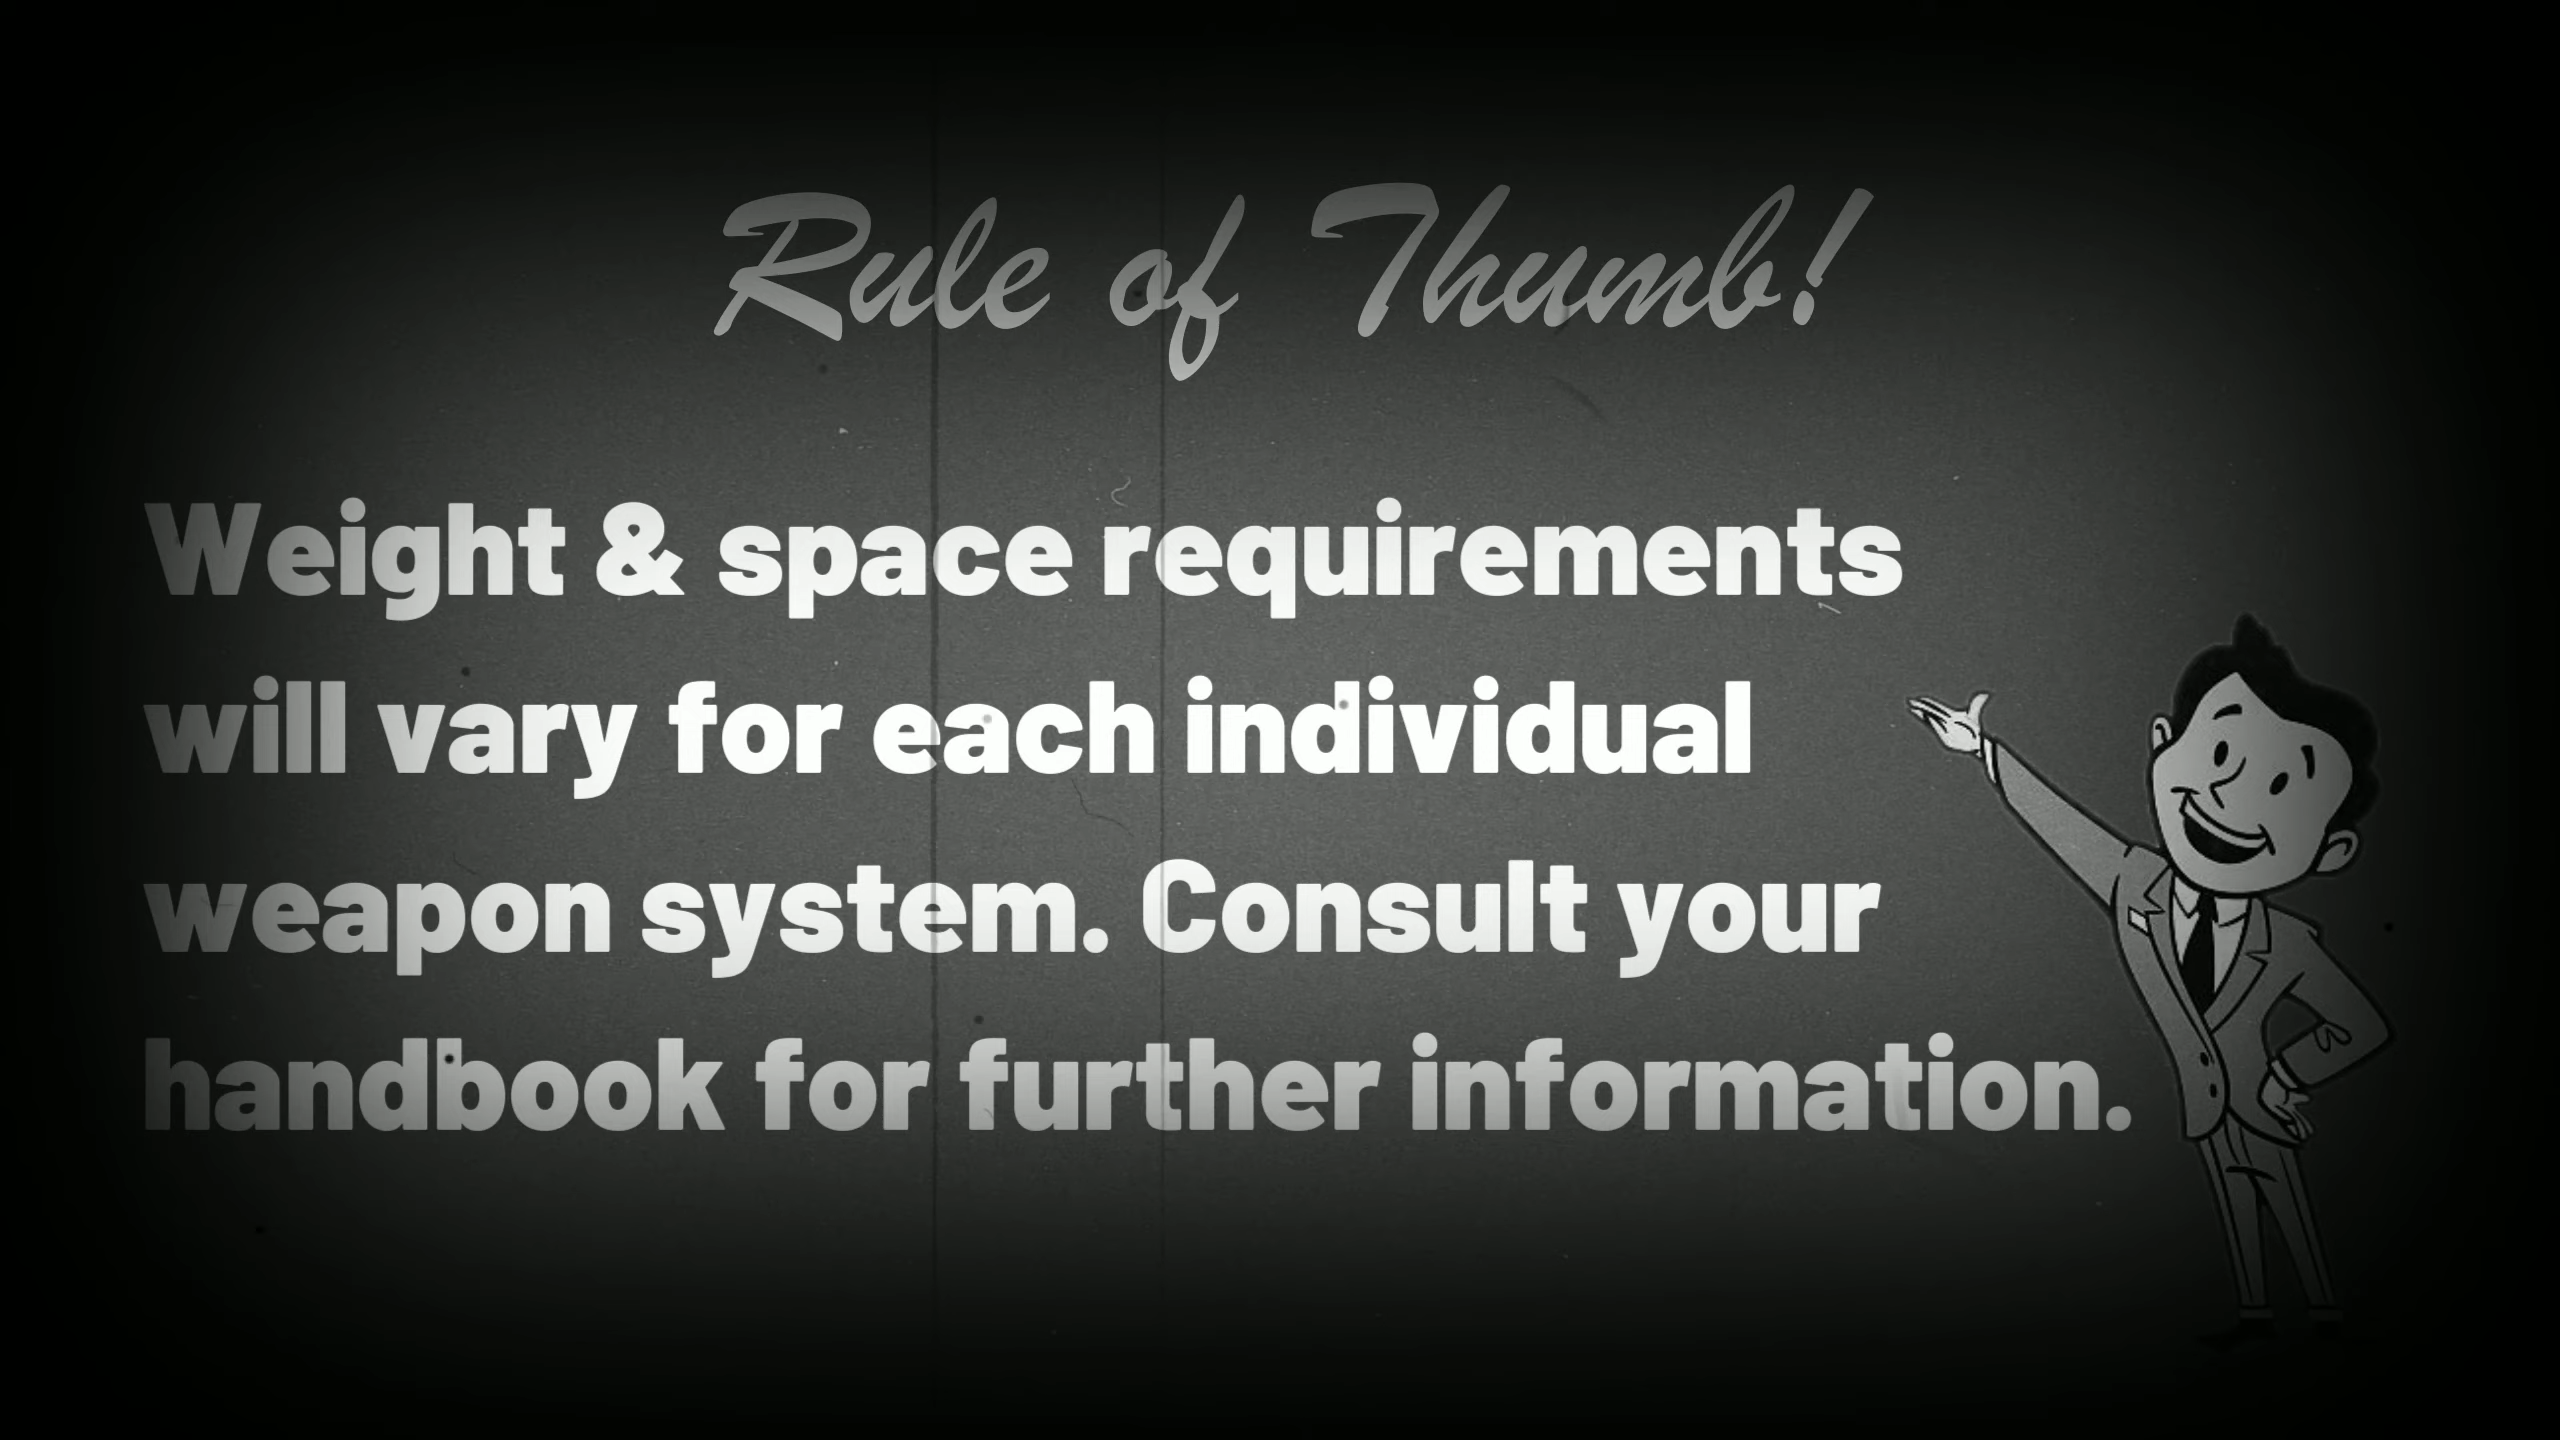 Rule of Thumb!
Weight & space requirements
will vary for each individual
weapon system. Consult your
handbook for further information.